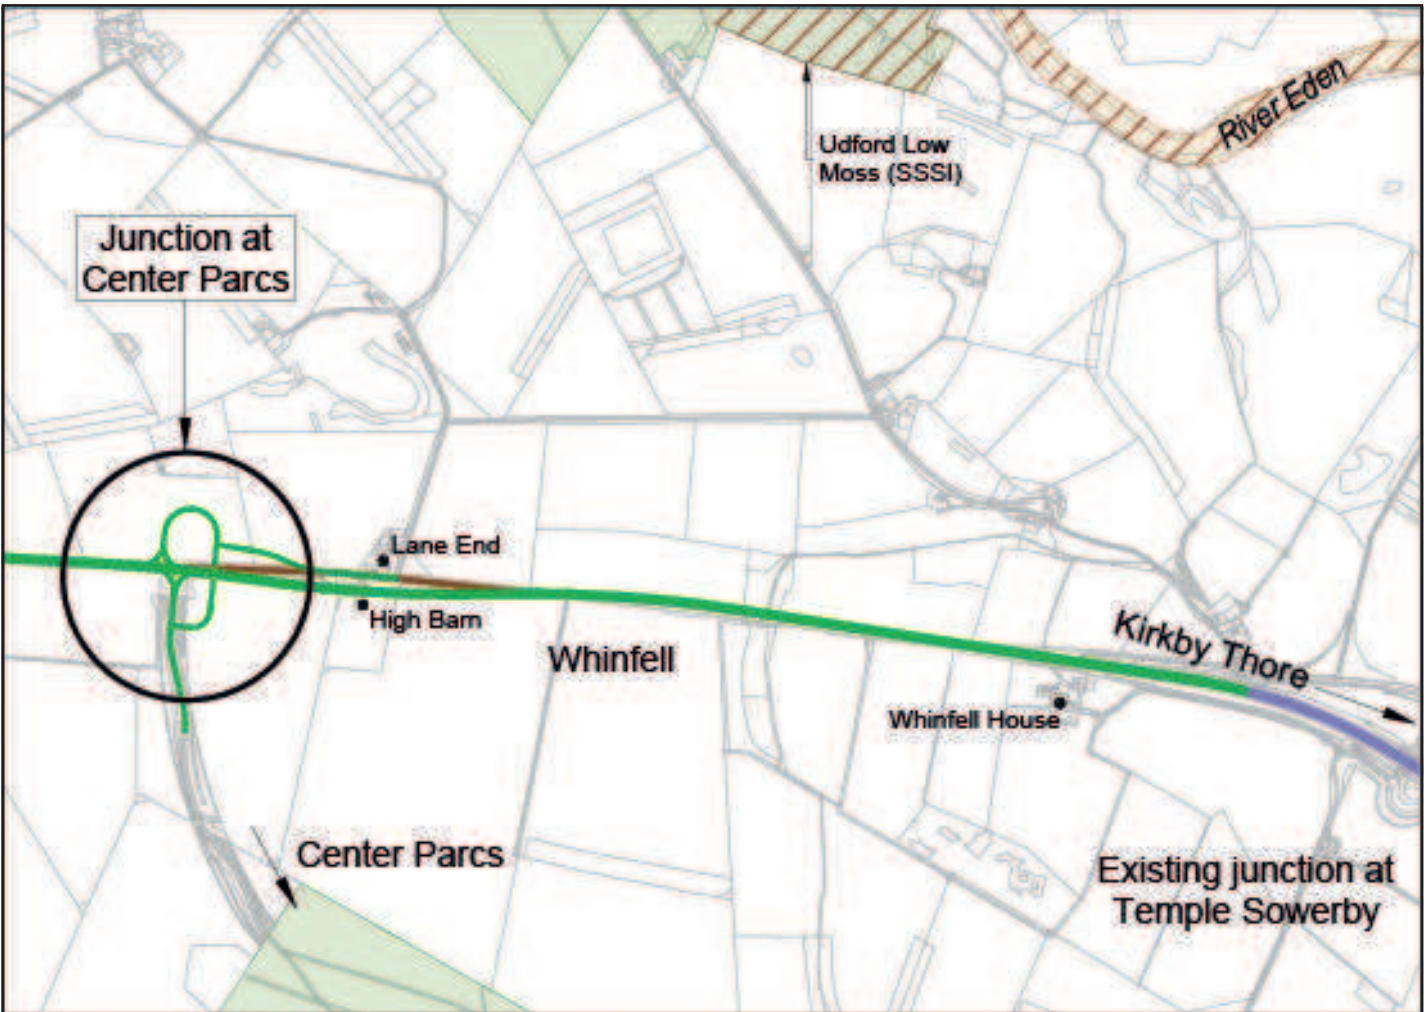 River Eden
Udford Low
Moss (SSSI)
Junction at
Center Parcs
Lane End
High Barn
Whinfell
Kirkby Thore
Whinfell House
Center Parcs
Existing junction at
Temple Sowerby